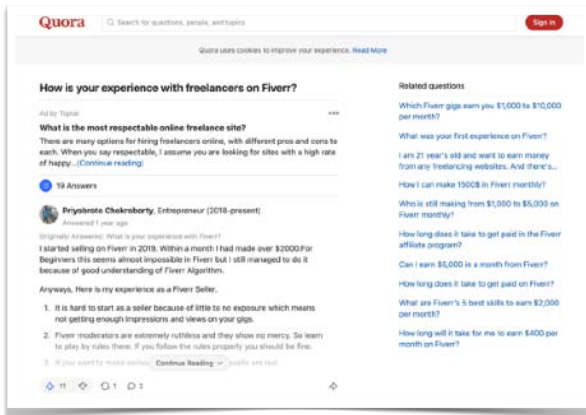 Quora
Search for questions, people, and topics
Sign In
Quora uses cookies to improve your experience. Read More
How is your experience with freelancers on Fiverr?
Ad by Toptal
What is the most respectable online freelance site?
There are many options for hiring freelancers online, with different pros and cons to
each. When you say respectable, I assume you are looking for sites with a high rate
of happy...(Continue reading)
19 Answers
Priyobrate Chakroborty, Entrepreneur (2018-present)
Answered 1 year ago
Originally Answered: What is your experience with Fiverr?
I started selling on Fiverr in 2019. Within a month I had made over $2000.For
Beginners this seems almost impossible in Fiverr but I still managed to do it
because of good understanding of Fiverr Algorithm.
Anyways, Here is my experience as a Fiverr Seller.
1. It is hard to start as a seller because of little to no exposure which means
not getting enough impressions and views on your gigs.
2. Fiverr moderators are extremely ruthless and they show no mercy. So learn
to play by rules there. If you follow the rules properly you should be fine.
3. If you want to make
Continue Reading
11
1
2
Related questions
Which Fiverr gigs earn you $1,000 to $10,000
per month?
What was your first experience on Fiverr?
I am 21 year's old and want to earn money
from any freelancing websites. And there's...
How I can make 1500$ in Fiverr monthly?
Who is still making from $1,000 to $5,000 on
Fiverr monthly?
How long does it take to get paid in the Fiverr
affiliate program?
Can I earn $5,000 in a month from Fiverr?
How long does it take to get paid on Fiverr?
What are Fiverr's 5 best skills to earn $2,000
per month?
How long will it take for me to earn $400 per
month on Fiverr?